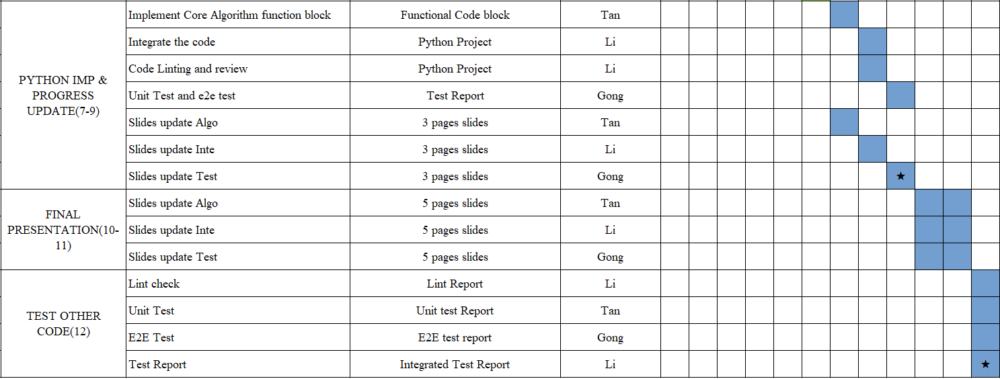 Implement Core Algorithm function block Functional Code block Tan
Integrate the code Python Project Li
Code Linting and review Python Project Li
PYTHON IMP &
PROGRESS
UPDATE(7-9)
Unit Test and e2e test Test Report Gong
Slides update Algo 3 pages slides Tan
Slides update Inte 3 pages slides Li
Slides update Test 3 pages slides Gong ★
Slides update Algo 5 pages slides Tan
FINAL
PRESENTATION(10-
11)
Slides update Inte 5 pages slides Li
Slides update Test 5 pages slides Gong
Lint check Lint Report Li
Unit Test Unit test Report Tan
TEST OTHER
CODE(12)
E2E Test E2E test report Gong
Test Report Integrated Test Report Li ★